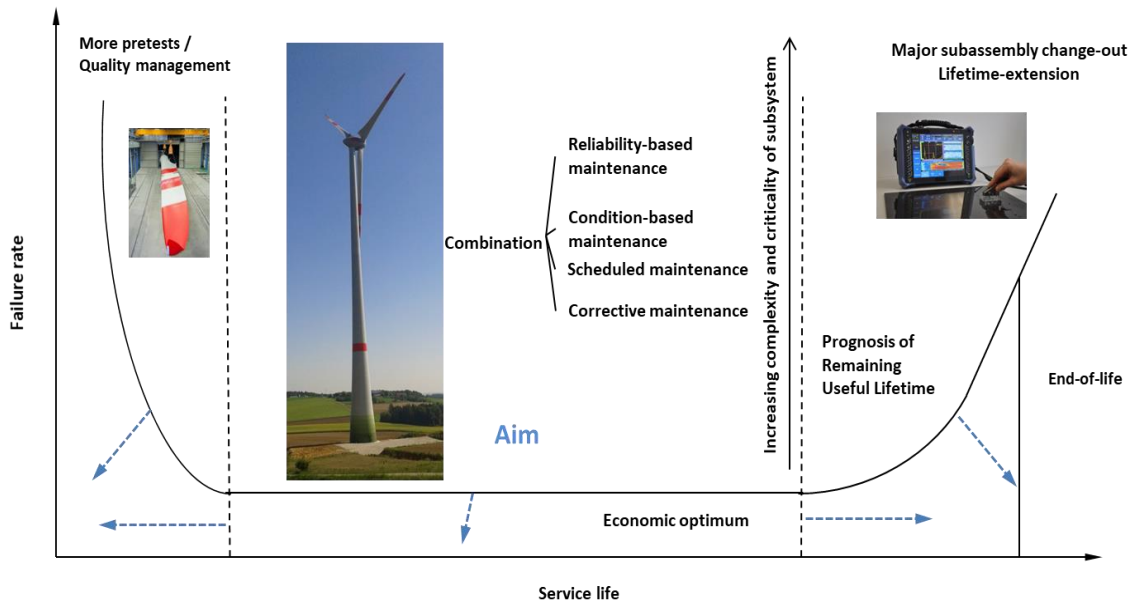 More pretests /
Quality management
Major subassembly change-out
Lifetime-extension
Failure rate
Combination
Reliability-based
maintenance
Condition-based
maintenance
Scheduled maintenance
Corrective maintenance
Increasing complexity and criticality of subsystem
Prognosis of
Remaining
Useful Lifetime
End-of-life
Aim
Economic optimum
Service life